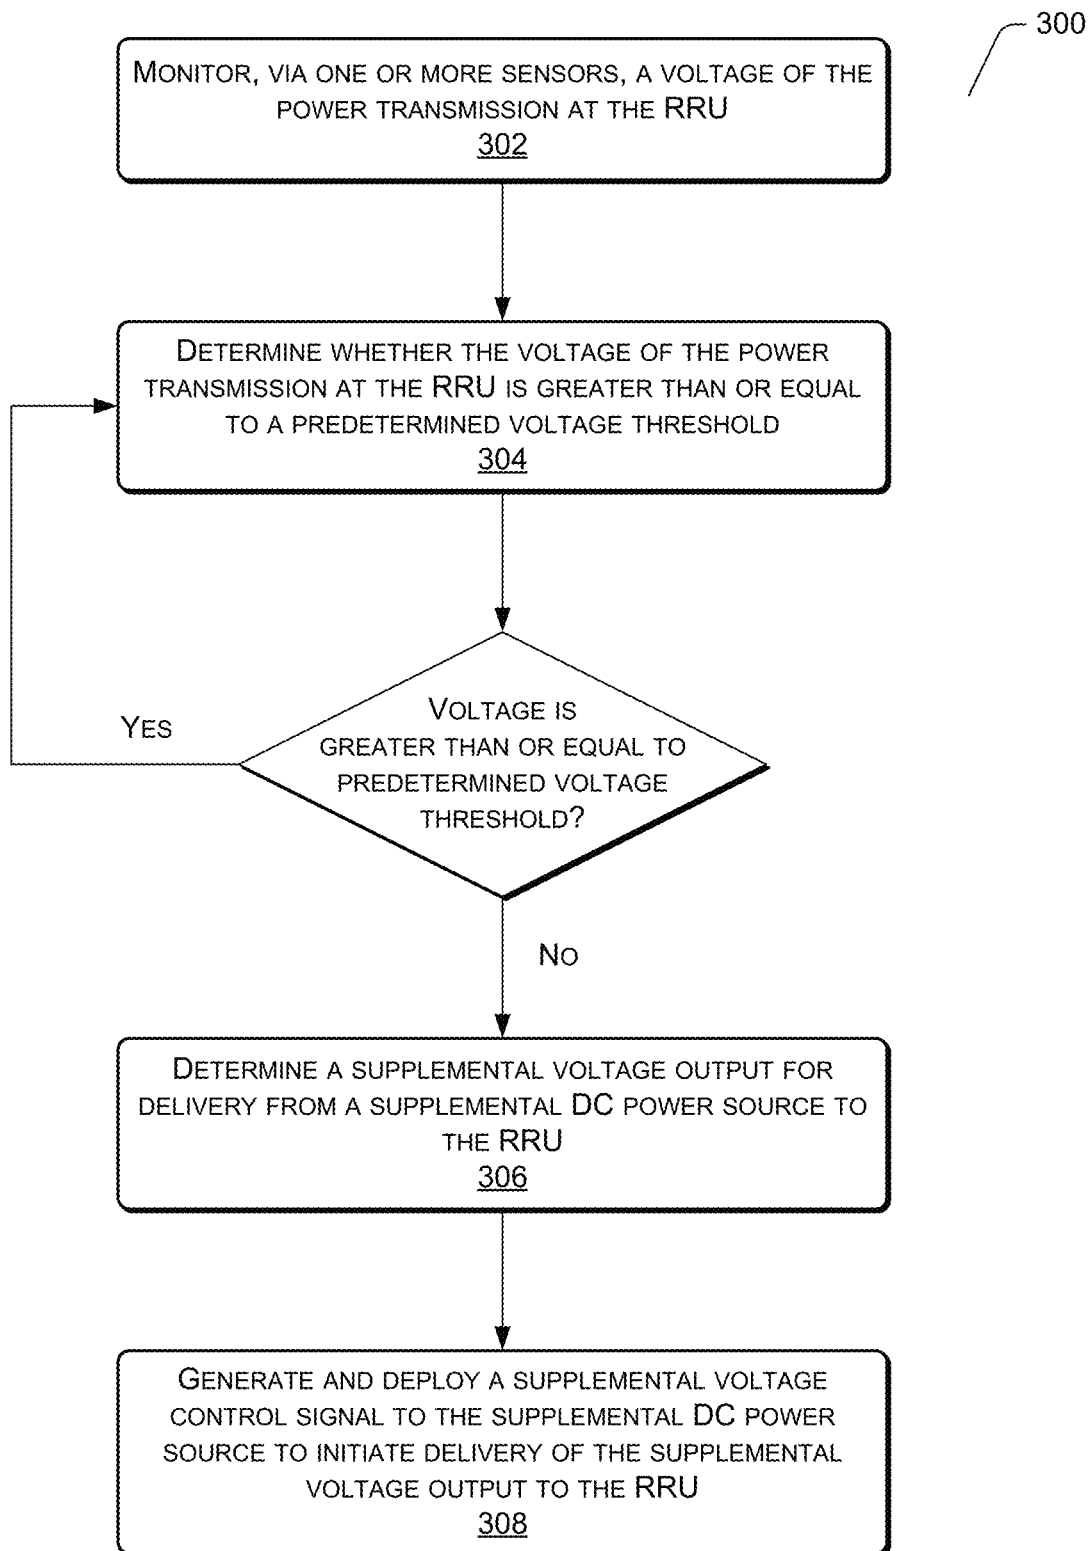 300
MONITOR, VIA ONE OR MORE SENSORS, A VOLTAGE OF THE
POWER TRANSMISSION AT THE RRU
302
DETERMINE WHETHER THE VOLTAGE OF THE POWER
TRANSMISSION AT THE RRU IS GREATER THAN OR EQUAL
TO A PREDETERMINED VOLTAGE THRESHOLD
304
VOLTAGE IS
GREATER THAN OR EQUAL TO
PREDETERMINED VOLTAGE
THRESHOLD?
YES
NO
DETERMINE A SUPPLEMENTAL VOLTAGE OUTPUT FOR
DELIVERY FROM A SUPPLEMENTAL DC POWER SOURCE TO
THE RRU
306
GENERATE AND DEPLOY A SUPPLEMENTAL VOLTAGE
CONTROL SIGNAL TO THE SUPPLEMENTAL DC POWER
SOURCE TO INITIATE DELIVERY OF THE SUPPLEMENTAL
VOLTAGE OUTPUT TO THE RRU
308